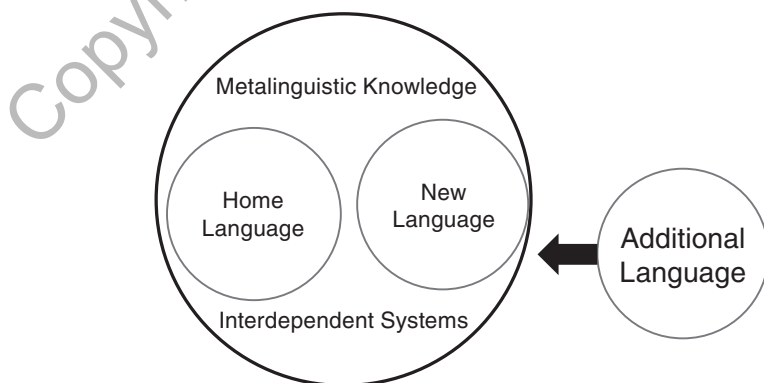 Metalinguistic Knowledge
Home
Language
New
Language
Additional
Language
Interdependent Systems